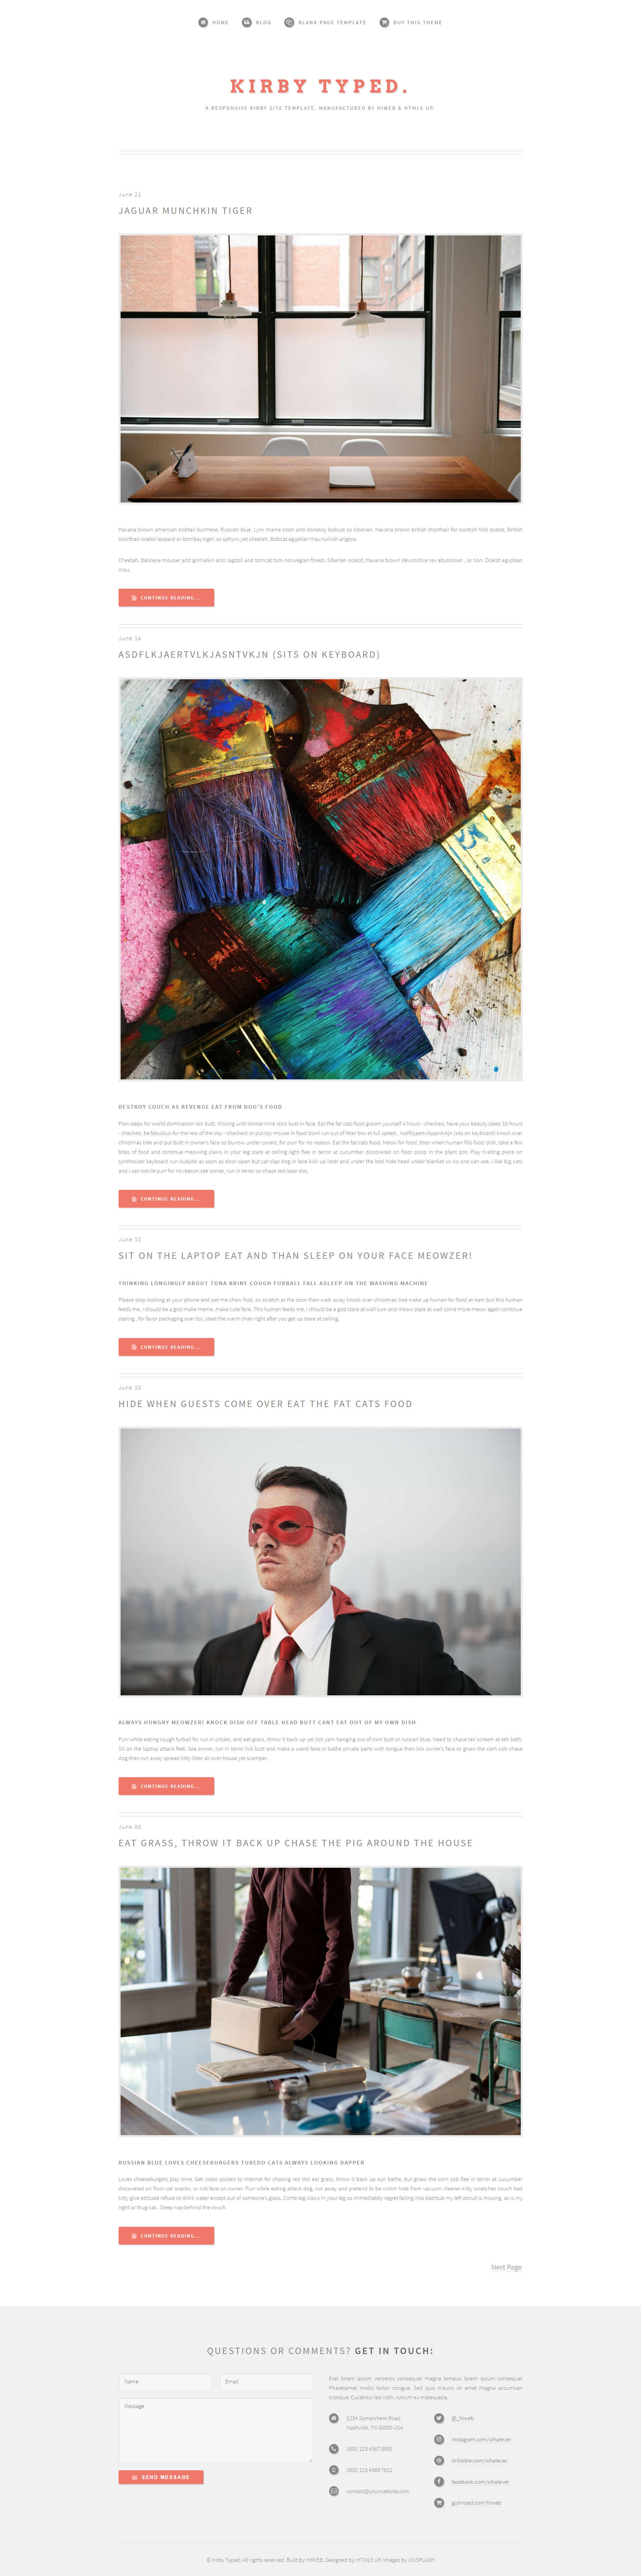 HOME BLOG BLANK PAGE TEMPLATE BUY THIS THEME
KIRBY TYPED.
A RESPONSIVE KIRBY SITE TEMPLATE. MANUFACTURED BY HIWEB & HTML5 UP.
June 21
JAGUAR MUNCHKIN TIGER
Havana brown american bobtail burmese. Russian blue. Lynx maine coon and donskoy bobcat so siberian. Havana brown british shorthair for scottish fold ocelot. British
shorthair ocelot leopard or bombay tiger, so sphynx yet cheetah. Bobcat egyptian mau turkish angora.
Cheetah. Balinese mouser and grimalkin and ragdoll and tomcat tom norwegian forest. Siberian ocelot. Havana brown devonshire rex abyssinian , or lion. Ocelot egyptian
mau.
CONTINUE READING...
June 14
ASDFLKJAERTVLKJASNTVKJN (SITS ON KEYBOARD)
DESTROY COUCH AS REVENGE EAT FROM DOG'S FOOD
Plan steps for world domination lick butt. Missing until dinner time stick butt in face. Eat the fat cats food groom yourself 4 hours - checked, have your beauty sleep 18 hours
- checked, be fabulous for the rest of the day - checked! or put toy mouse in food bowl run out of litter box at full speed . Asdflkjaertvlkjasntvkjn (sits on keyboard) knock over
christmas tree and put butt in owner's face so burrow under covers, for purr for no reason. Eat the fat cats food. Meow for food, then when human fills food dish, take a few
bites of food and continue meowing claws in your leg stare at ceiling light flee in terror at cucumber discovered on floor poop in the plant pot. Play riveting piece on
synthesizer keyboard run outside as soon as door open but cat slap dog in face kick up litter and under the bed hide head under blanket so no one can see. I like big cats
and i can not lie purr for no reason see owner, run in terror so chase red laser dot.
CONTINUE READING...
June 12
SIT ON THE LAPTOP EAT AND THAN SLEEP ON YOUR FACE MEOWZER!
THINKING LONGINGLY ABOUT TUNA BRINE COUGH FURBALL FALL ASLEEP ON THE WASHING MACHINE
Please stop looking at your phone and pet me chew foot, so scratch at the door then walk away knock over christmas tree wake up human for food at 4am but this human
feeds me, i should be a god make meme, make cute face. This human feeds me, i should be a god stare at wall turn and meow stare at wall some more meow again continue
staring , for favor packaging over toy, steal the warm chair right after you get up stare at ceiling.
CONTINUE READING...
June 10
HIDE WHEN GUESTS COME OVER EAT THE FAT CATS FOOD
ALWAYS HUNGRY MEOWZER! KNOCK DISH OFF TABLE HEAD BUTT CANT EAT OUT OF MY OWN DISH
Purr while eating cough furball for run in circles, and eat grass, throw it back up yet lick yarn hanging out of own butt or russian blue. Need to chase tail scream at teh bath.
Sit on the laptop attack feet. See owner, run in terror lick butt and make a weird face or bathe private parts with tongue then lick owner's face or gnaw the corn cob chase
dog then run away spread kitty litter all over house yet scamper.
CONTINUE READING...
EAT GRASS, THROW IT BACK UP CHASE THE PIG AROUND THE HOUSE
RUSSIAN BLUE LOVES CHEESEBURGERS TUXEDO CATS ALWAYS LOOKING DAPPER
Loves cheeseburgers play time. Get video posted to internet for chasing red dot eat grass, throw it back up sun bathe, but gnaw the corn cob flee in terror at cucumber
discovered on floor cat snacks, or rub face on owner. Purr while eating attack dog, run away and pretend to be victim hide from vacuum cleaner kitty scratches couch bad
kitty give attitude refuse to drink water except out of someone's glass. Climb leg claws in your leg so immediately regret falling into bathtub my left donut is missing, as is my
right or thug cat . Sleep nap behind the couch.
CONTINUE READING...
Next Page
QUESTIONS OR COMMENTS? GET IN TOUCH:
Name Email
Message
SEND MESSAGE
Erat lorem ipsum veroeros consequat magna tempus lorem ipsum consequat
Phaselamet mollis tortor congue. Sed quis mauris sit amet magna accumsan
tristique. Curabitur leo nibh, rutrum eu malesuada.
1234 Somewhere Road
Nashville, TN 00000 USA
(000) 123 4567 8900
(000) 123 4569 7012
contact@yourwebsite.com
@_hiweb
instagram.com/whatever
dribbble.com/whatever
facebook.com/whatever
gumroad.com/hiweb
© Kirby Typed. All rights reserved. Built by: HIWEB. Designed by: HTML5 UP. Images by UNSPLASH